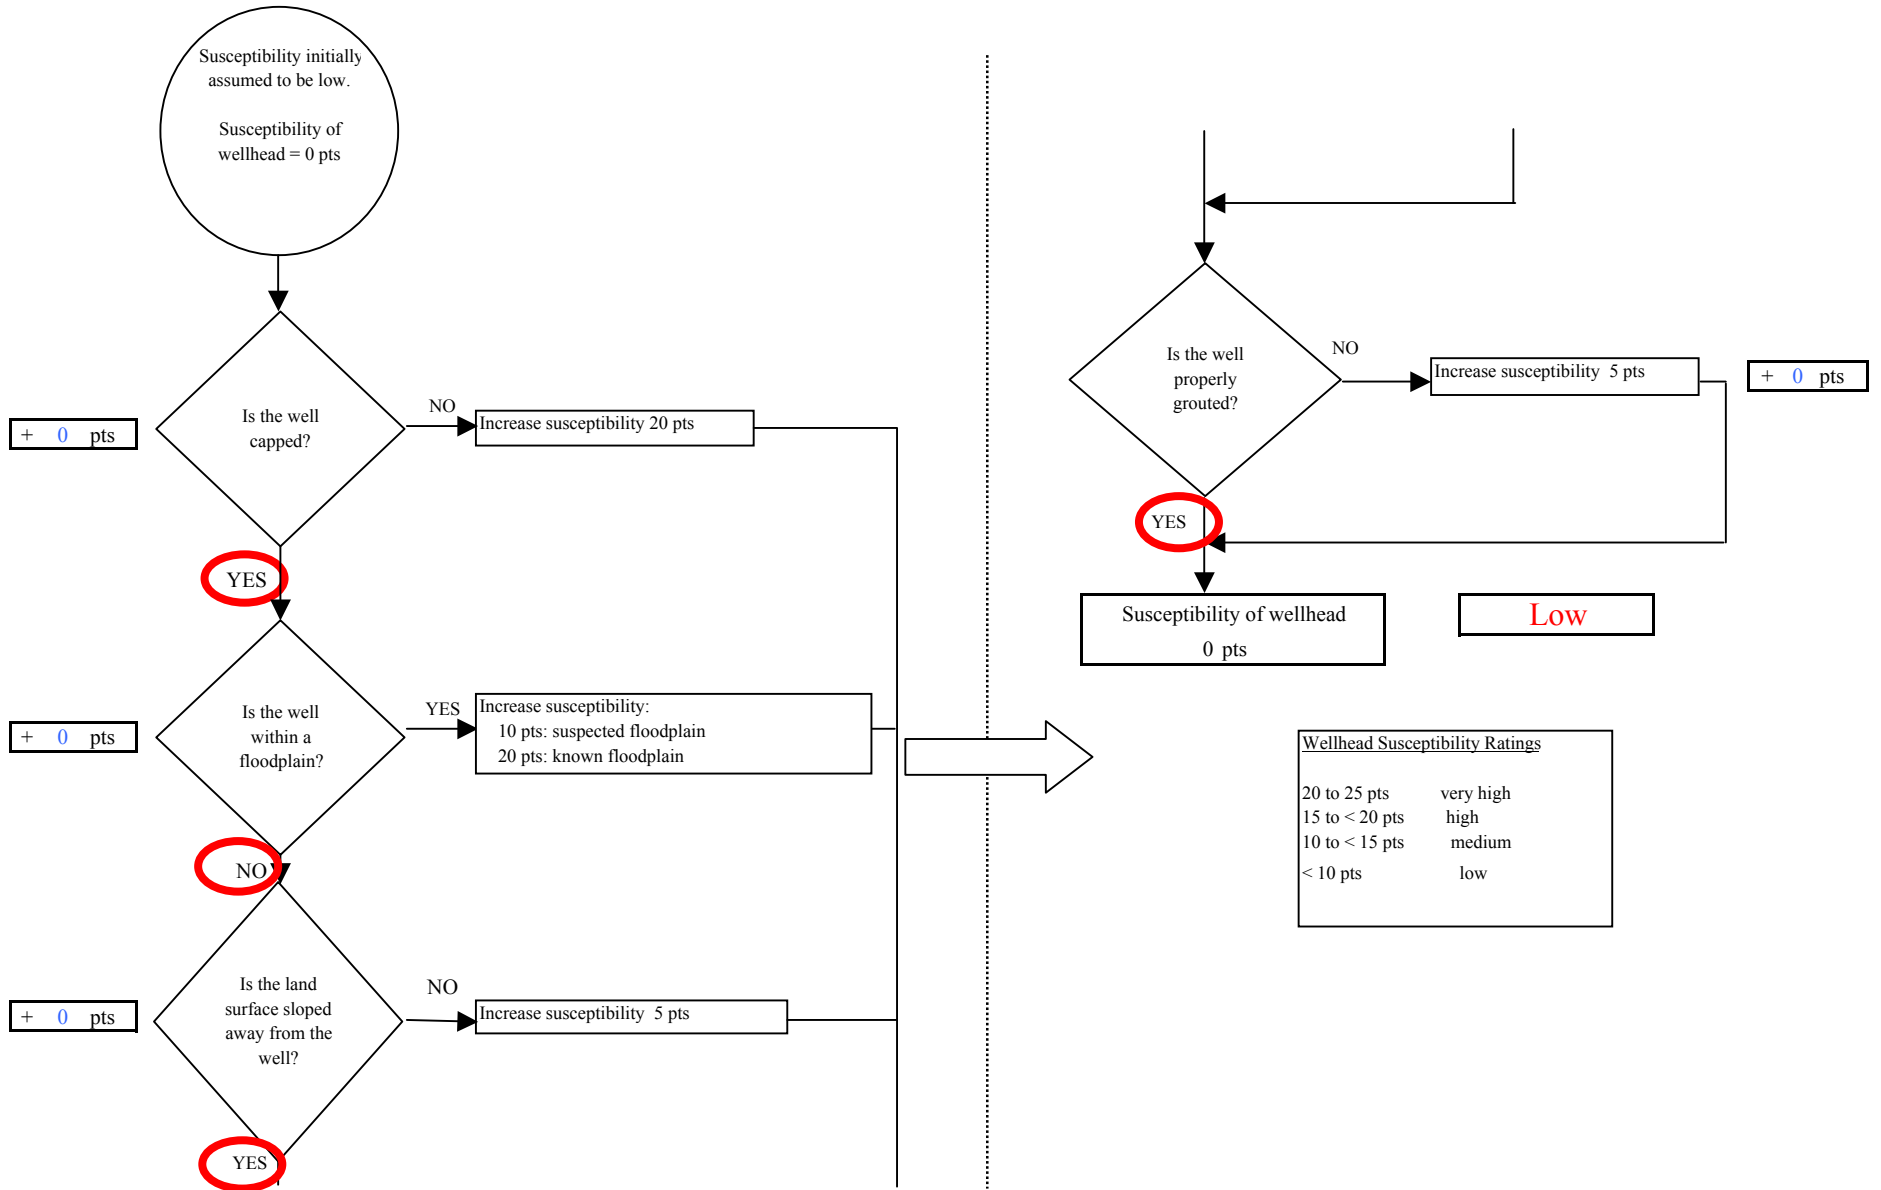 Susceptibility initially
assumed to be low.
Susceptibility of
wellhead = 0 pts
Is the well
capped?
NO
Increase susceptibility 20 pts
+ 0 pts
YES
Is the well
within a
floodplain?
YES
Increase susceptibility:
10 pts: suspected floodplain
20 pts: known floodplain
+ 0 pts
NO
Is the land
surface sloped
away from the
well?
NO
Increase susceptibility 5 pts
+ 0 pts
YES
Is the well
properly
grouted?
NO
Increase susceptibility 5 pts
+ 0 pts
YES
Susceptibility of wellhead
0 pts
Low
Wellhead Susceptibility Ratings
20 to 25 pts very high
15 to < 20 pts high
10 to < 15 pts medium
< 10 pts low